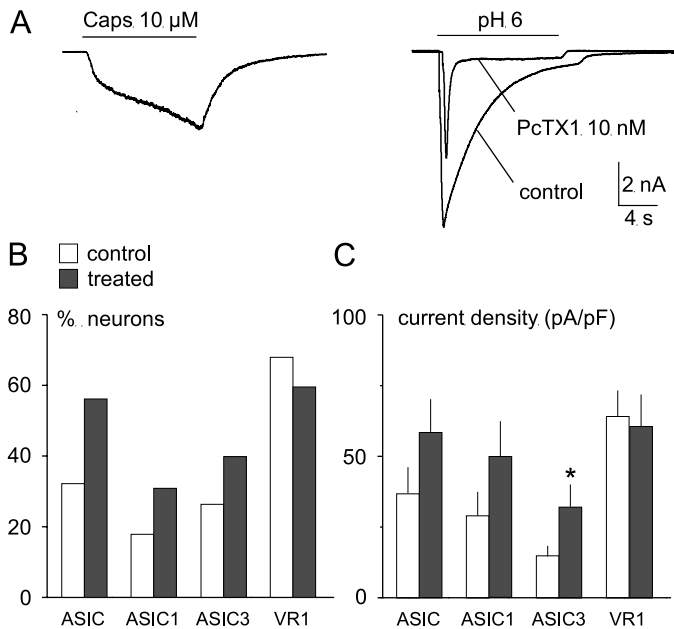 A
Caps 10 µM
pH 6
PcTX1 10 nM
control
2 nA
4 s
B
control
treated
% neurons
80
60
40
20
0
ASIC
ASIC1
ASIC3
VR1
C
current density (pA/pF)
100
50
0
*
ASIC
ASIC1
ASIC3
VR1